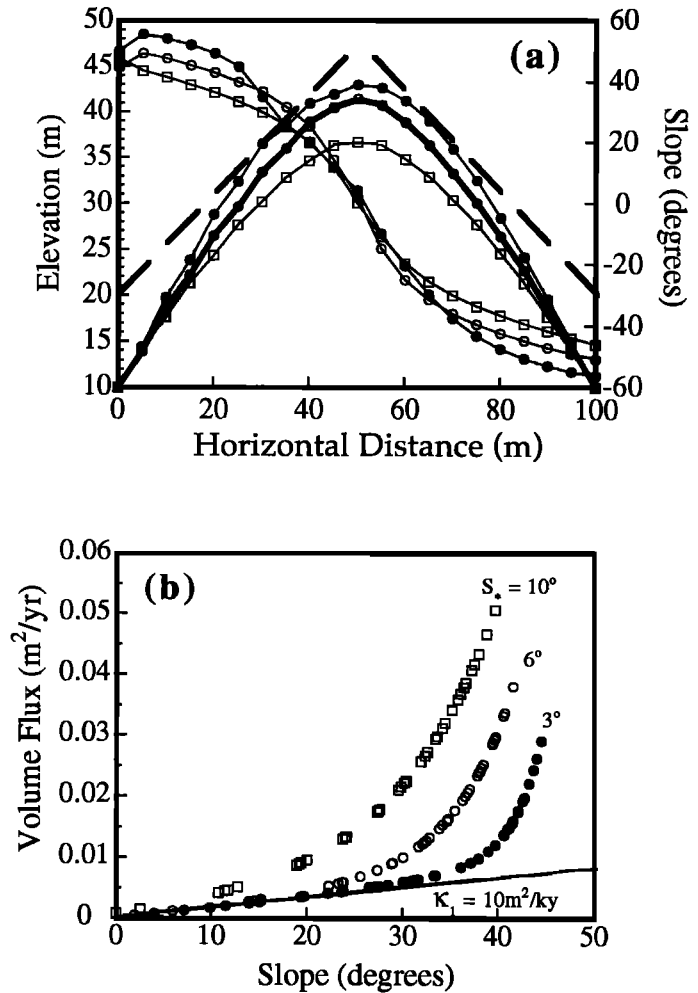 (a)
50
45
40
35
30
25
20
15
10
60
40
20
0
-20
-40
-60
Elevation (m)
Slope (degrees)
0 20 40 60 80 100
Horizontal Distance (m)
(b)
0.06
0.05
0.04
0.03
0.02
0.01
0
Volume Flux (m²/yr)
S* = 10°
6°
3°
K₁ = 10m²/ky
0 10 20 30 40 50
Slope (degrees)